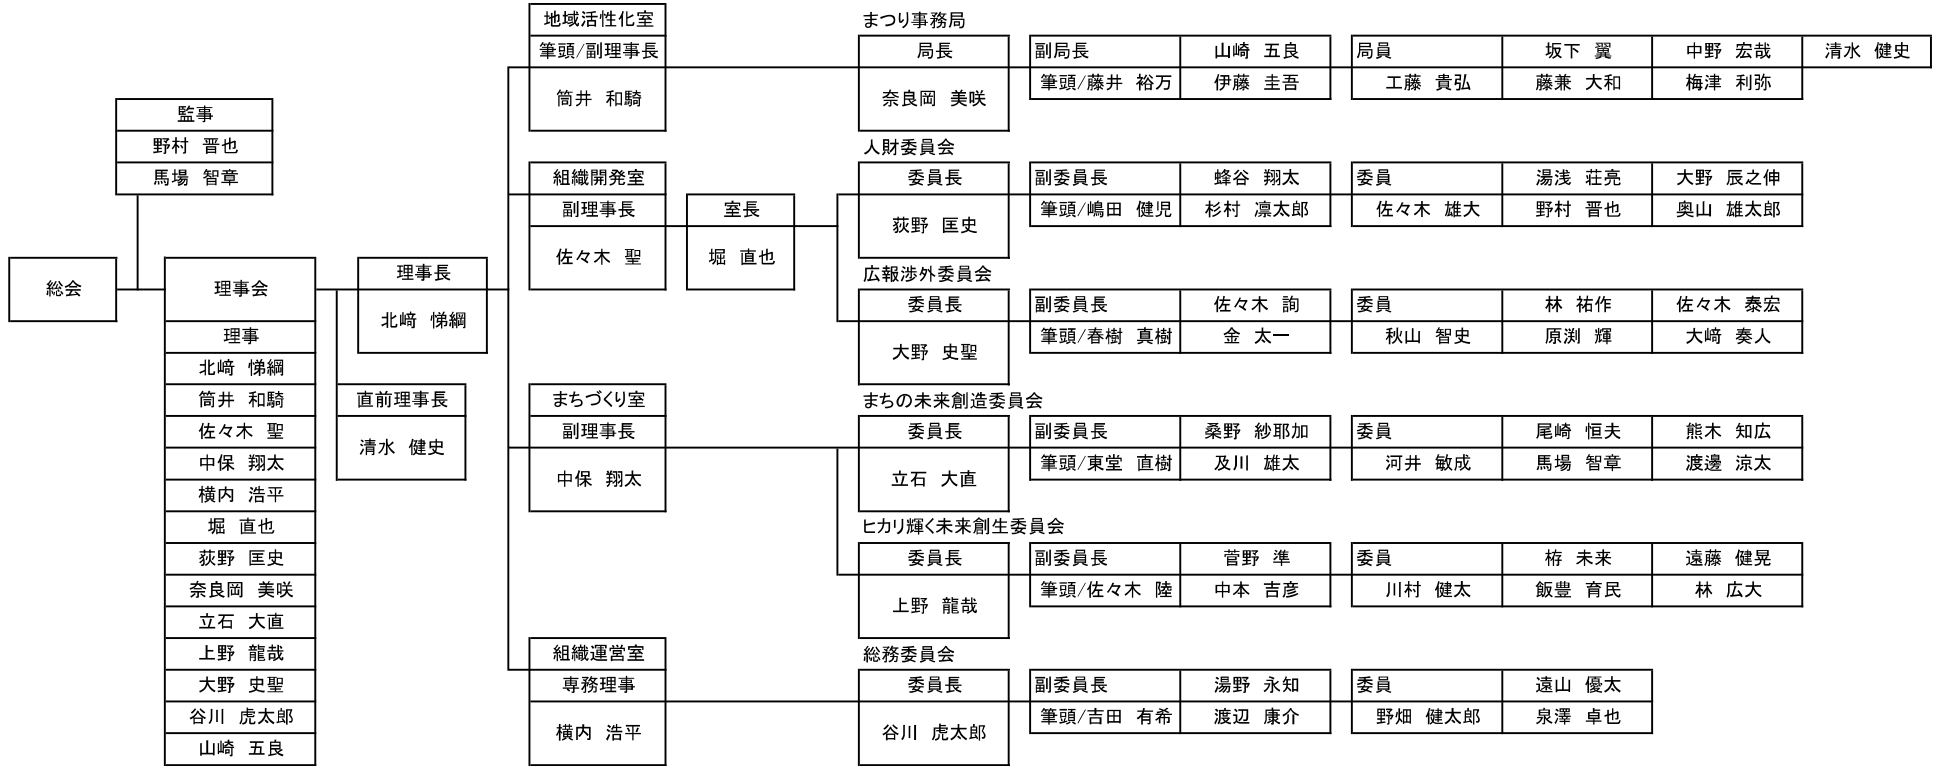 総会
監事
野村 晋也
馬場 智章
理事会
理事
北﨑 悌綱
筒井 和騎
佐々木 聖
中保 翔太
横内 浩平
堀 直也
荻野 匡史
奈良岡 美咲
立石 大直
上野 龍哉
大野 史聖
谷川 虎太郎
山崎 五良
理事長
北﨑 悌綱
直前理事長
清水 健史
地域活性化室
筆頭/副理事長
筒井 和騎
まつり事務局
局長
奈良岡 美咲
副局長 山崎 五良
筆頭/藤井 裕万 伊藤 圭吾
局員 坂下 翼 中野 宏哉 清水 健史
工藤 貴弘 藤兼 大和 梅津 利弥
組織開発室
副理事長
佐々木 聖
室長
堀 直也
人財委員会
委員長
荻野 匡史
副委員長 蜂谷 翔太
筆頭/嶋田 健児 杉村 凛太郎
委員 湯浅 荘亮 大野 辰之伸
佐々木 雄大 野村 晋也 奥山 雄太郎
広報渉外委員会
委員長
大野 史聖
副委員長 佐々木 詢
筆頭/春樹 真樹 金 太一
委員 林 祐作 佐々木 泰宏
秋山 智史 原渕 輝 大﨑 奏人
まちづくり室
副理事長
中保 翔太
まちの未来創造委員会
委員長
立石 大直
副委員長 桑野 紗耶加
筆頭/東堂 直樹 及川 雄太
委員 尾崎 恒夫 熊木 知広
河井 敏成 馬場 智章 渡邊 涼太
ヒカリ輝く未来創生委員会
委員長
上野 龍哉
副委員長 菅野 準
筆頭/佐々木 陸 中本 吉彦
委員 栫 未来 遠藤 健晃
川村 健太 飯豊 育民 林 広大
組織運営室
専務理事
横内 浩平
総務委員会
委員長
谷川 虎太郎
副委員長 湯野 永知
筆頭/吉田 有希 渡辺 康介
委員 遠山 優太
野畑 健太郎 泉澤 卓也